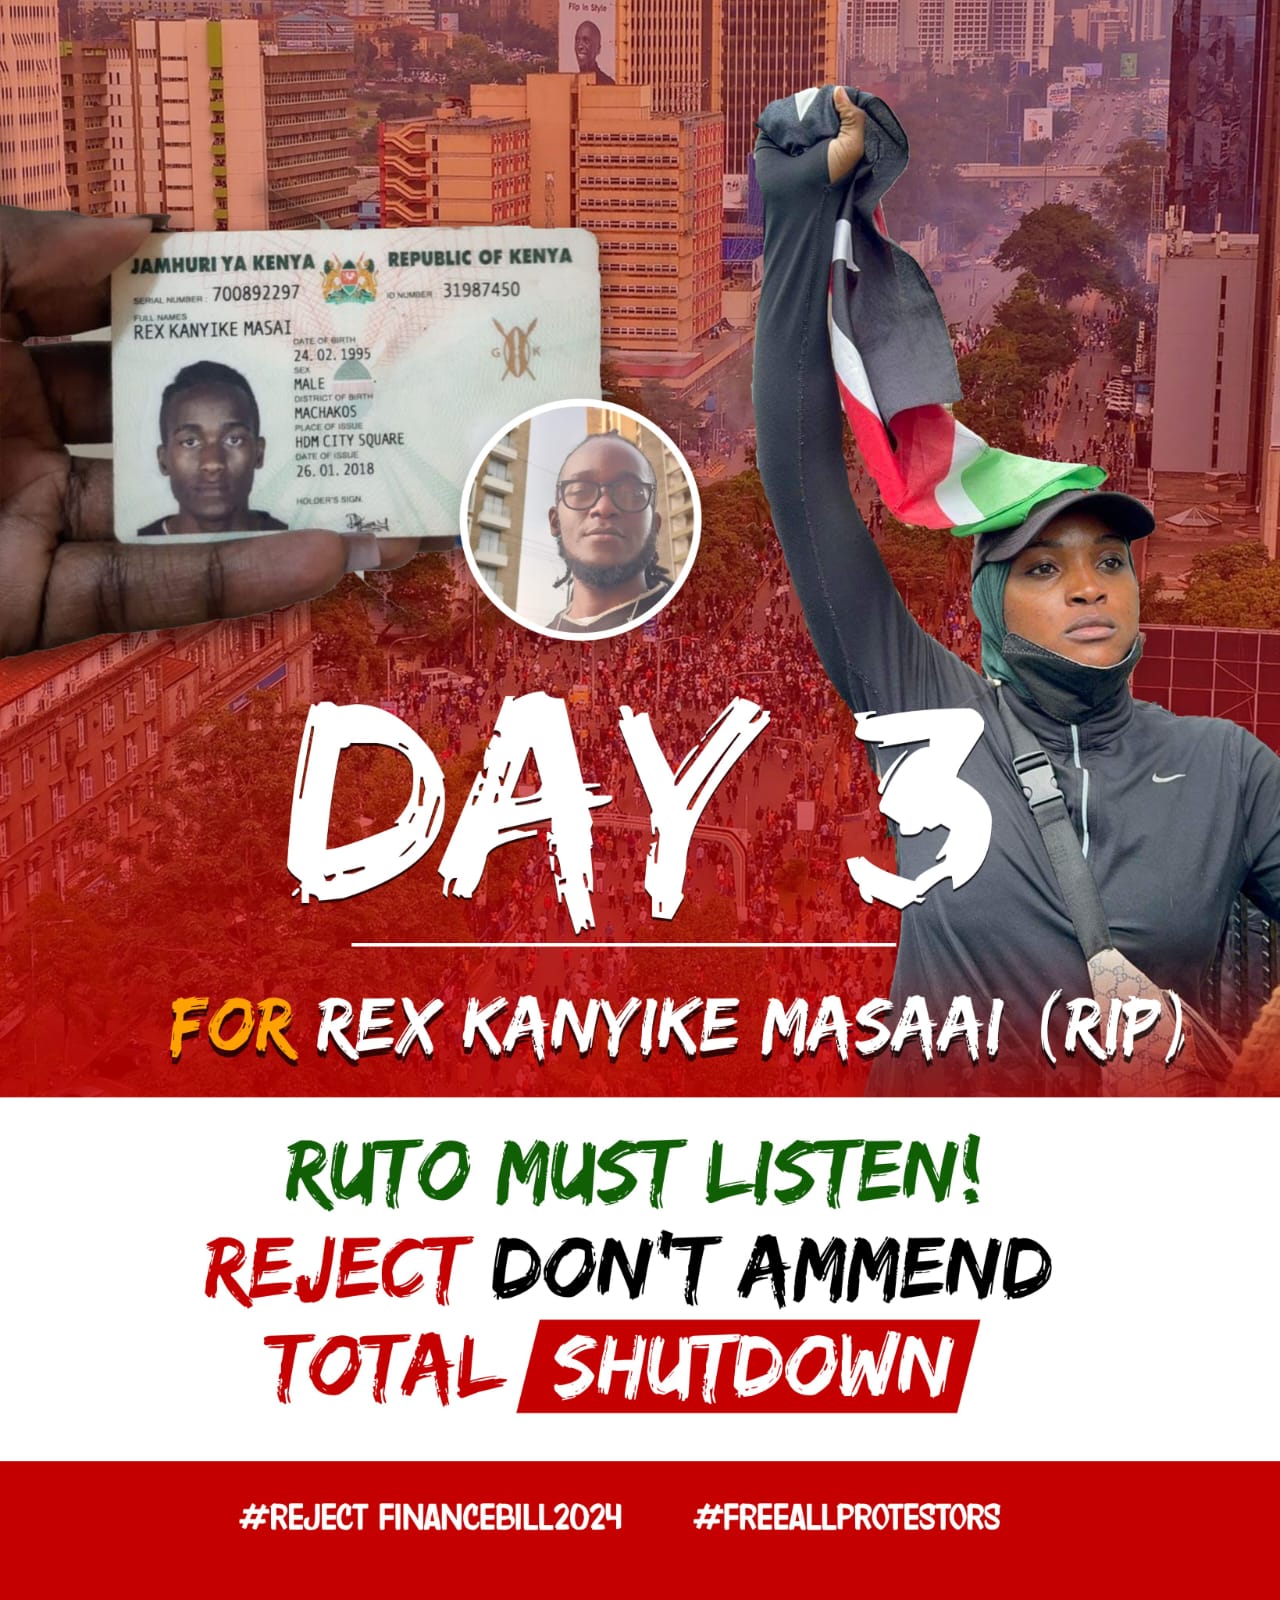 Flip in Style
JAMHURI YA KENYA
REPUBLIC OF KENYA
SERIAL NUMBER: 700892297
ID NUMBER: 31987450
FULL NAMES
REX KANYIKE MASAI
DATE OF BIRTH
24. 02. 1995
SEX
MALE
DISTRICT OF BIRTH
MACHAKOS
PLACE OF ISSUE
HDM CITY SQUARE
DATE OF ISSUE
26. 01. 2018
HOLDER'S SIGN.
G K
DAY 3
FOR REX KANYIKE MASAAI (RIP)
RUTO MUST LISTEN!
REJECT DON'T AMMEND
TOTAL SHUTDOWN
#REJECT FINANCEBILL2024 #FREEALLPROTESTORS